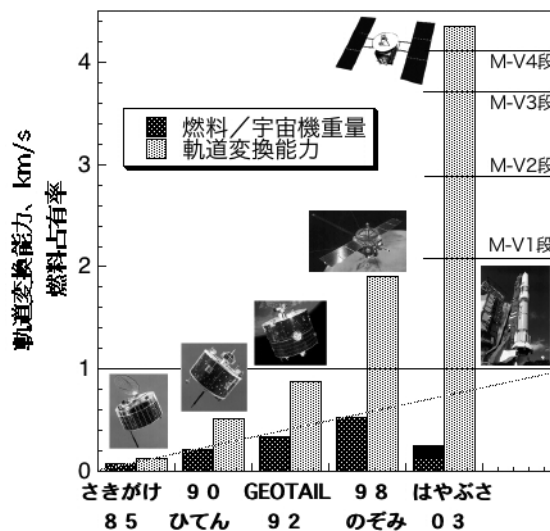 燃料／宇宙機重量
軌道変換能力
軌道変換能力、km/s
燃料占有率
4
3
4
2
1
0
M-V4段
M-V3段
M-V2段
M-V1段
さきがけ 90 GEOTAIL 98 はやぶさ
85 ひてん 92 のぞみ 03